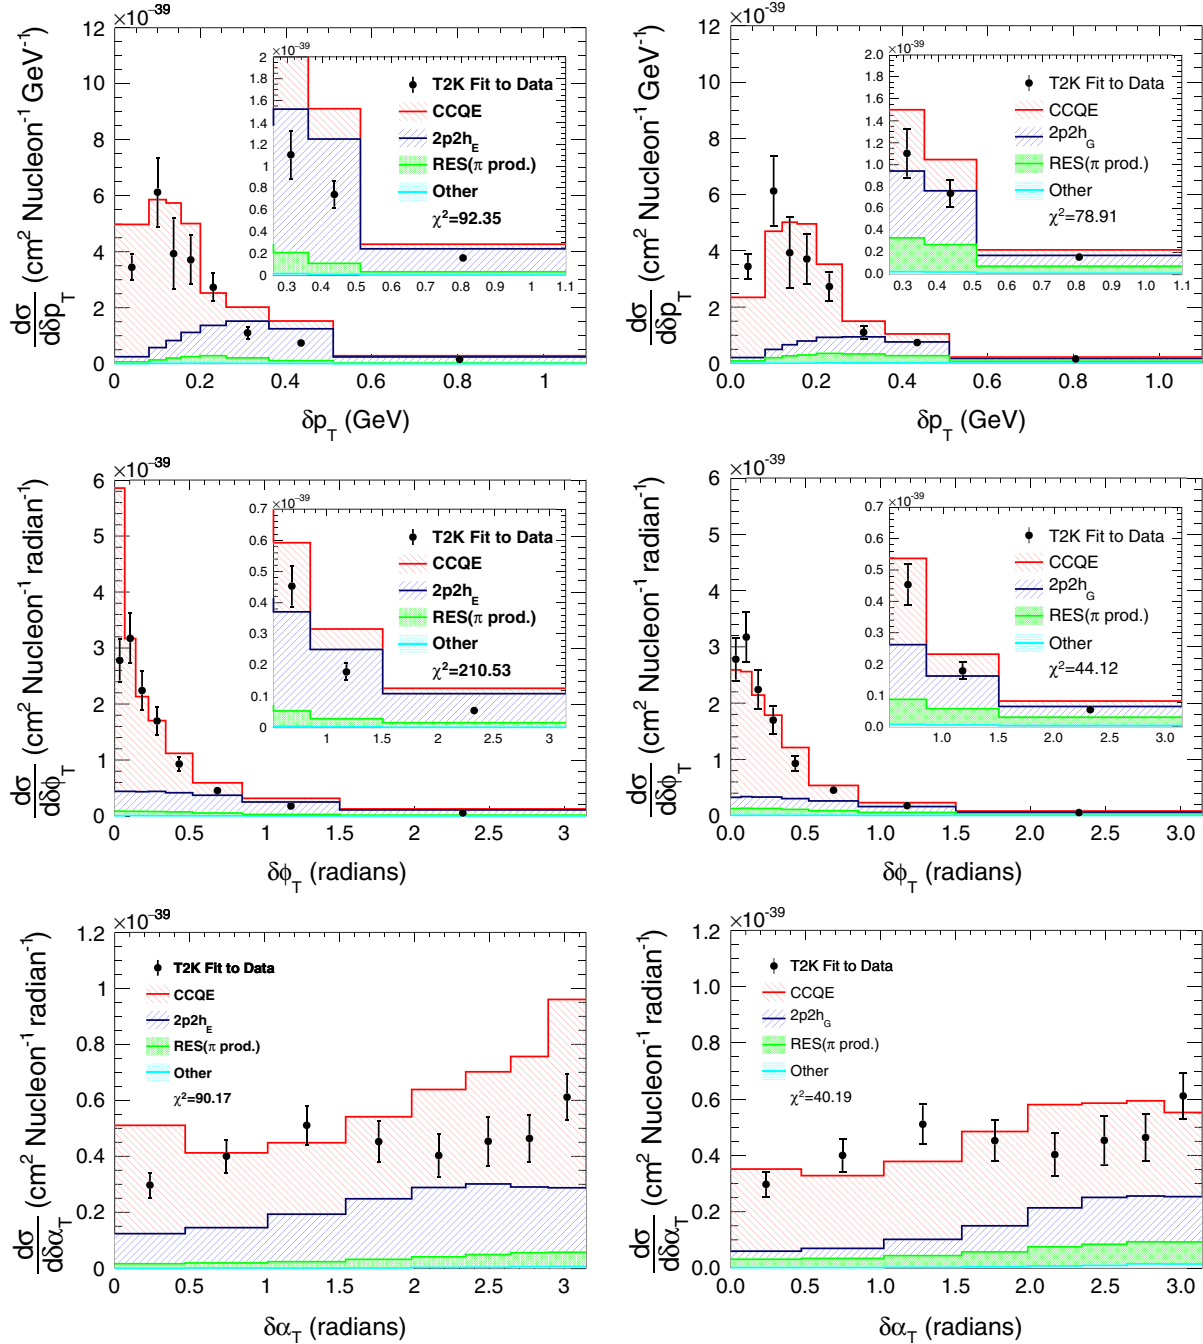 ×10⁻³⁹
dσ/dδp_T (cm² Nucleon⁻¹ GeV⁻¹)
12
10
8
6
4
2
0
0 0.2 0.4 0.6 0.8 1
δp_T (GeV)
×10⁻³⁹
2
1.8
1.6
1.4
1.2
1
0.8
0.6
0.4
0.2
0
0.3 0.4 0.5 0.6 0.7 0.8 0.9 1 1.1
T2K Fit to Data
CCQE
2p2h_E
RES(π prod.)
Other
χ²=92.35
×10⁻³⁹
dσ/dδp_T (cm² Nucleon⁻¹ GeV⁻¹)
12
10
8
6
4
2
0
0.0 0.2 0.4 0.6 0.8 1.0
δp_T (GeV)
×10⁻³⁹
2.0
1.8
1.6
1.4
1.2
1.0
0.8
0.6
0.4
0.2
0.0
0.3 0.4 0.5 0.6 0.7 0.8 0.9 1.0 1.1
T2K Fit to Data
CCQE
2p2h_G
RES(π prod.)
Other
χ²=78.91
×10⁻³⁹
dσ/dδϕ_T (cm² Nucleon⁻¹ radian⁻¹)
6
5
4
3
2
1
0
0 0.5 1 1.5 2 2.5 3
δϕ_T (radians)
×10⁻³⁹
0.7
0.6
0.5
0.4
0.3
0.2
0.1
0
1 1.5 2 2.5 3
T2K Fit to Data
CCQE
2p2h_E
RES(π prod.)
Other
χ²=210.53
×10⁻³⁹
dσ/dδϕ_T (cm² Nucleon⁻¹ radian⁻¹)
6
5
4
3
2
1
0
0.0 0.5 1.0 1.5 2.0 2.5 3.0
δϕ_T (radians)
×10⁻³⁹
0.7
0.6
0.5
0.4
0.3
0.2
0.1
0.0
1.0 1.5 2.0 2.5 3.0
T2K Fit to Data
CCQE
2p2h_G
RES(π prod.)
Other
χ²=44.12
×10⁻³⁹
dσ/dδα_T (cm² Nucleon⁻¹ radian⁻¹)
1.2
1
0.8
0.6
0.4
0.2
0
0 0.5 1 1.5 2 2.5 3
δα_T (radians)
T2K Fit to Data
CCQE
2p2h_E
RES(π prod.)
Other
χ²=90.17
×10⁻³⁹
dσ/dδα_T (cm² Nucleon⁻¹ radian⁻¹)
1.2
1.0
0.8
0.6
0.4
0.2
0.0
0.0 0.5 1.0 1.5 2.0 2.5 3.0
δα_T (radians)
T2K Fit to Data
CCQE
2p2h_G
RES(π prod.)
Other
χ²=40.19